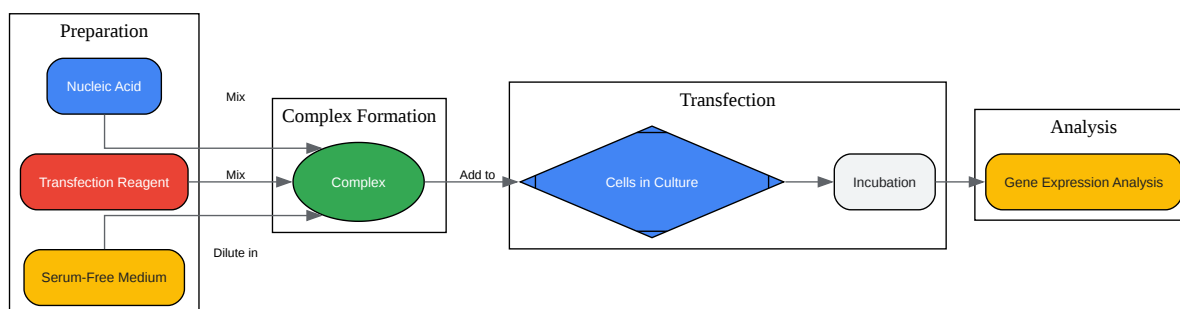 Preparation
Nucleic Acid
Transfection Reagent
Serum-Free Medium
Mix
Mix
Dilute in
Complex Formation
Complex
Add to
Transfection
Cells in Culture
Incubation
Analysis
Gene Expression Analysis